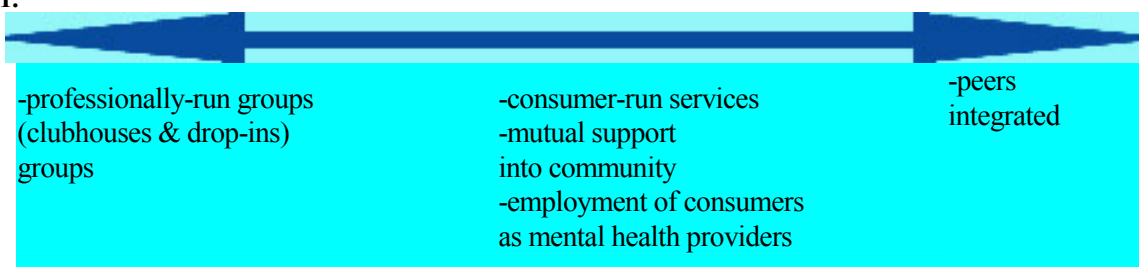 -professionally-run groups
(clubhouses & drop-ins)
groups
-consumer-run services
-mutual support
into community
-employment of consumers
as mental health providers
-peers
integrated